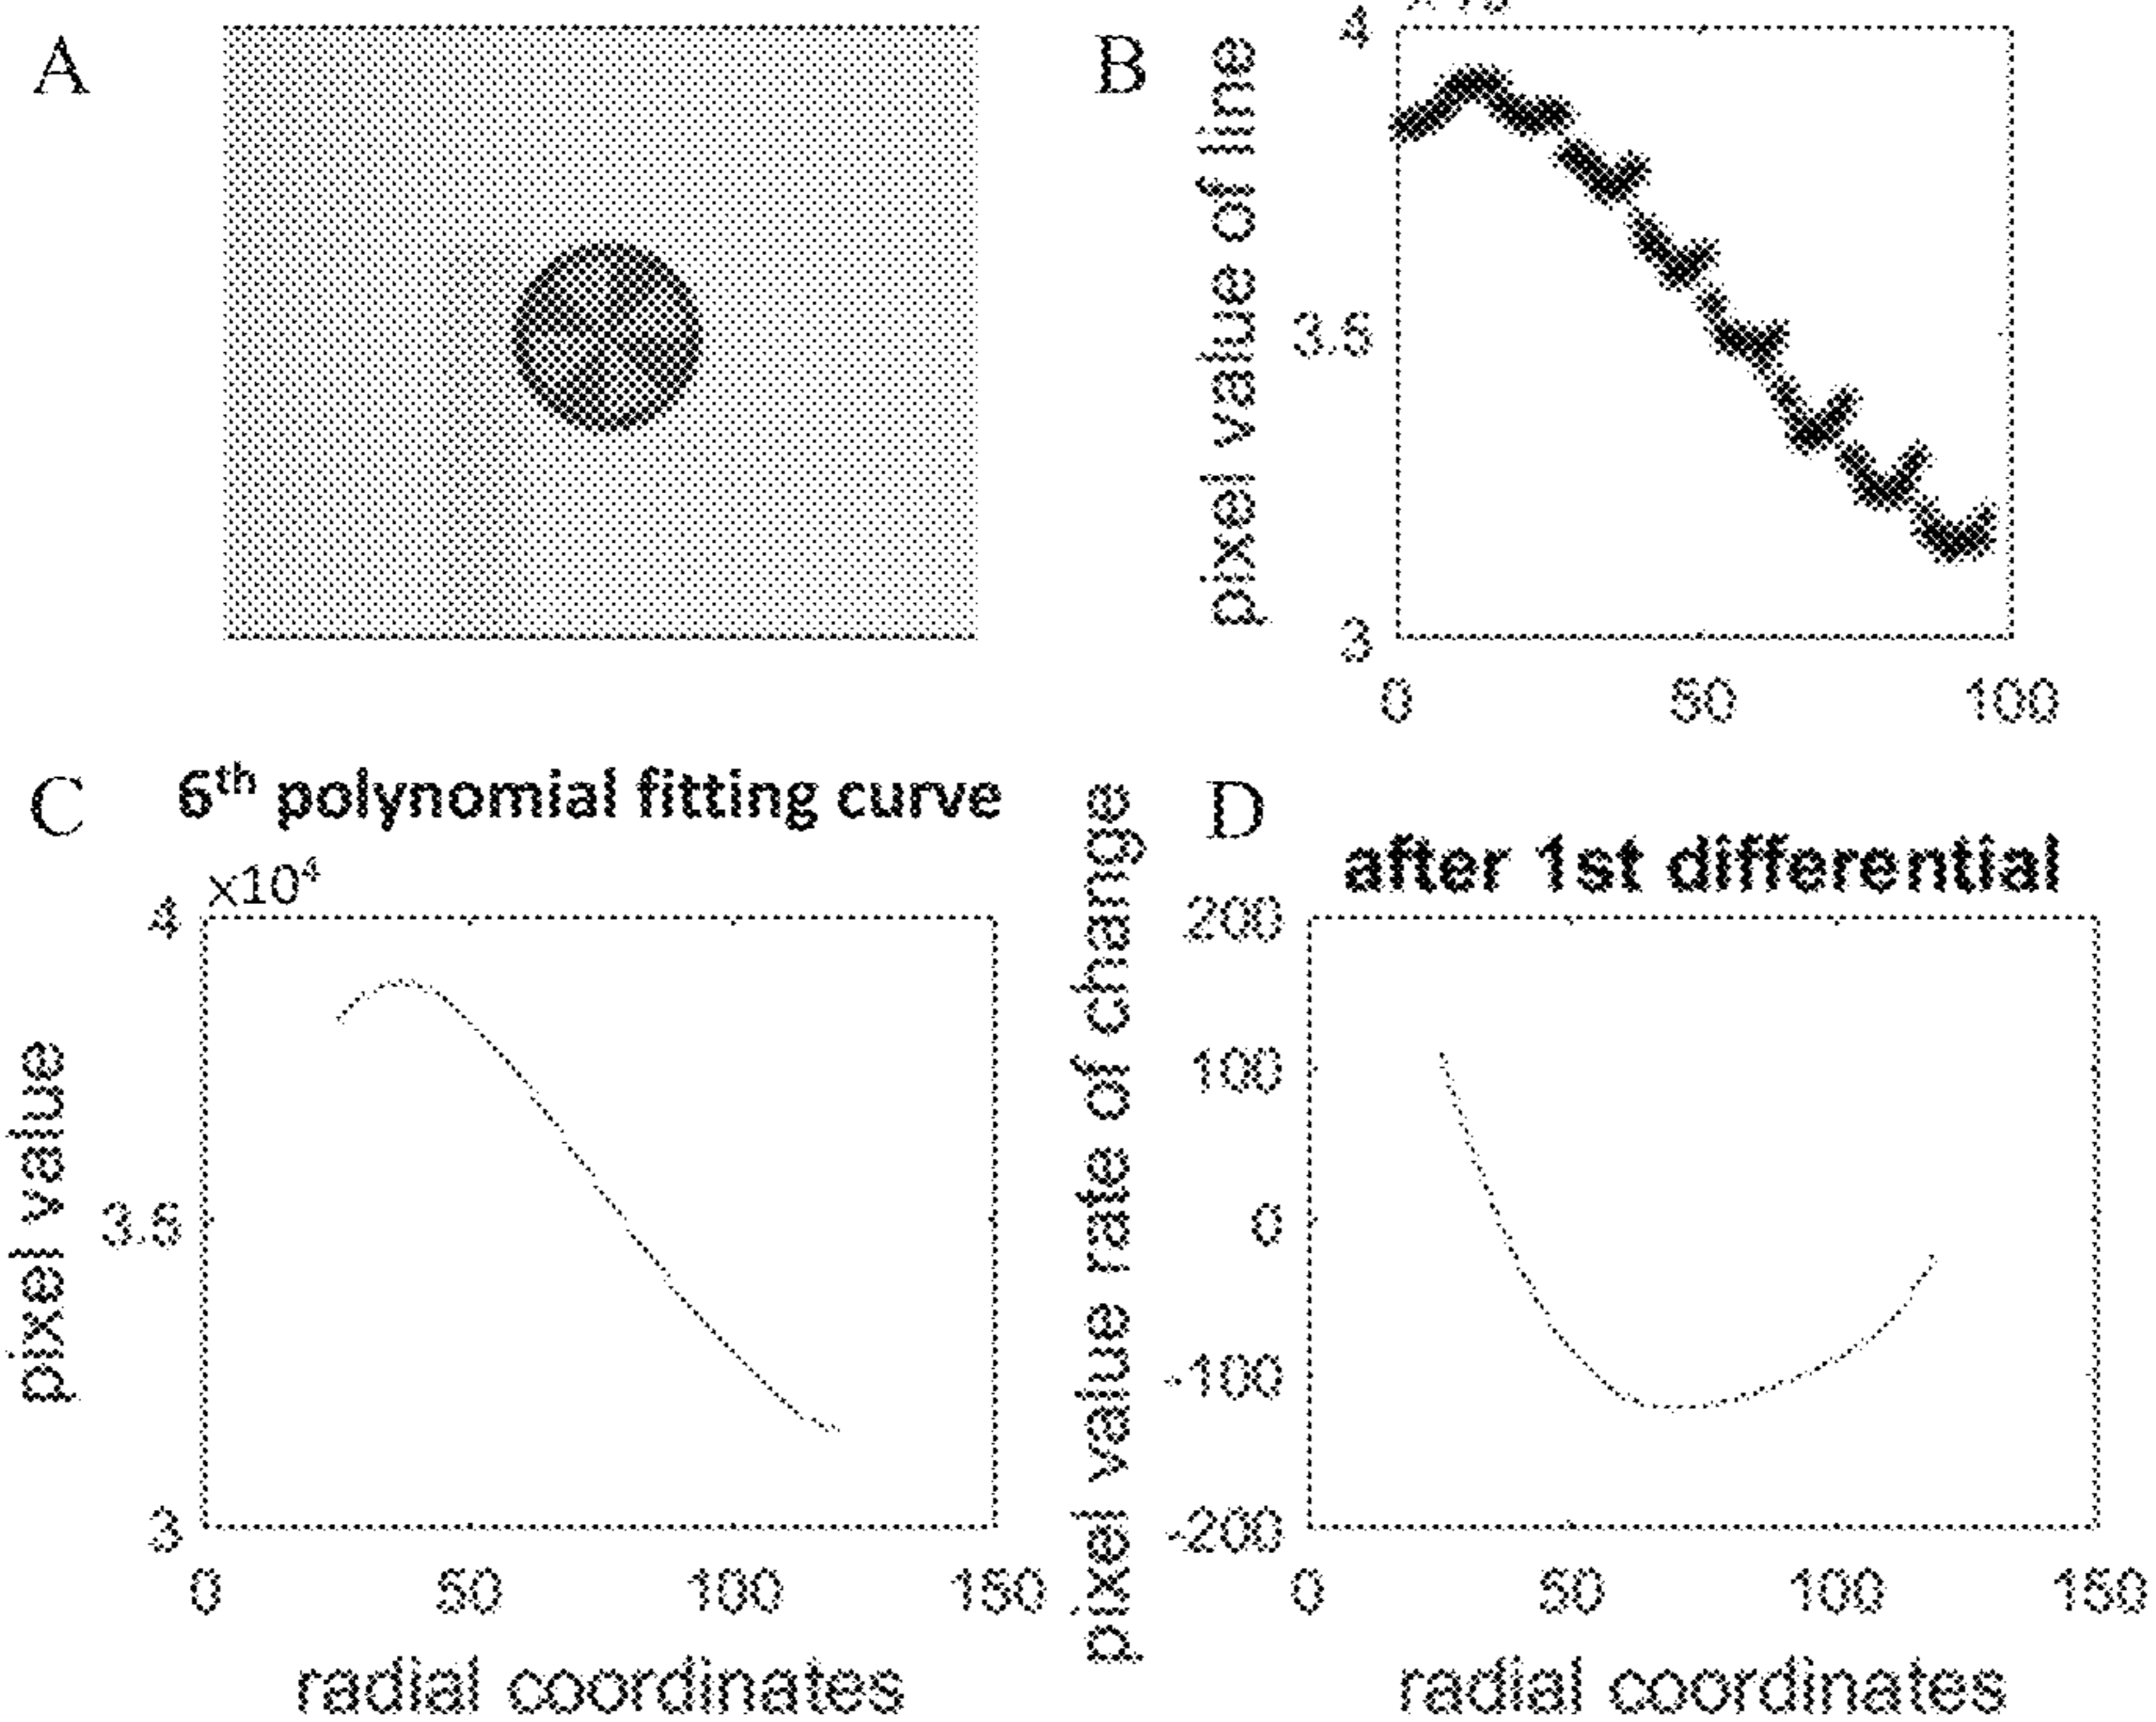 A
B
pixel value of line
4
3.5
3
0 50 100
C
6th polynomial fitting curve
x10⁴
4
3.5
3
pixel value
0 50 100 150
radial coordinates
D
after 1st differential
pixel value rate of change
200
100
0
-100
-200
0 50 100 150
radial coordinates